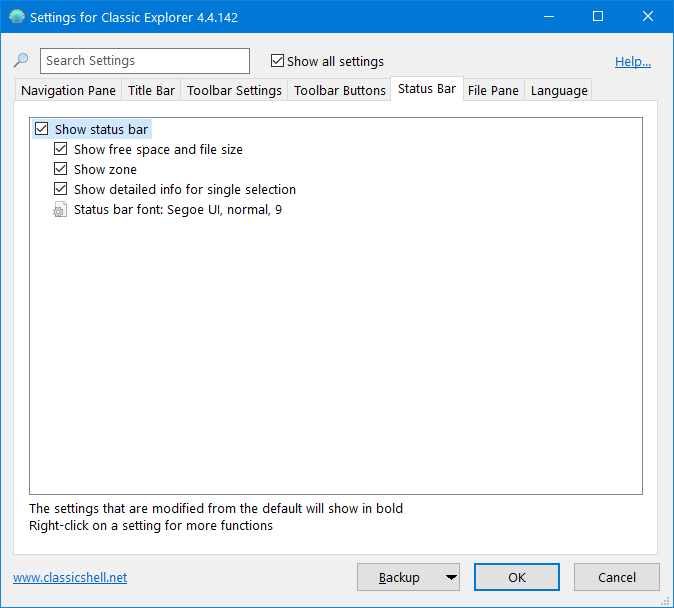 Settings for Classic Explorer 4.4.142
Search Settings
Show all settings
Help...
Navigation Pane
Title Bar
Toolbar Settings
Toolbar Buttons
Status Bar
File Pane
Language
Show status bar
Show free space and file size
Show zone
Show detailed info for single selection
Status bar font: Segoe UI, normal, 9
The settings that are modified from the default will show in bold
Right-click on a setting for more functions
www.classicshell.net
Backup
OK
Cancel